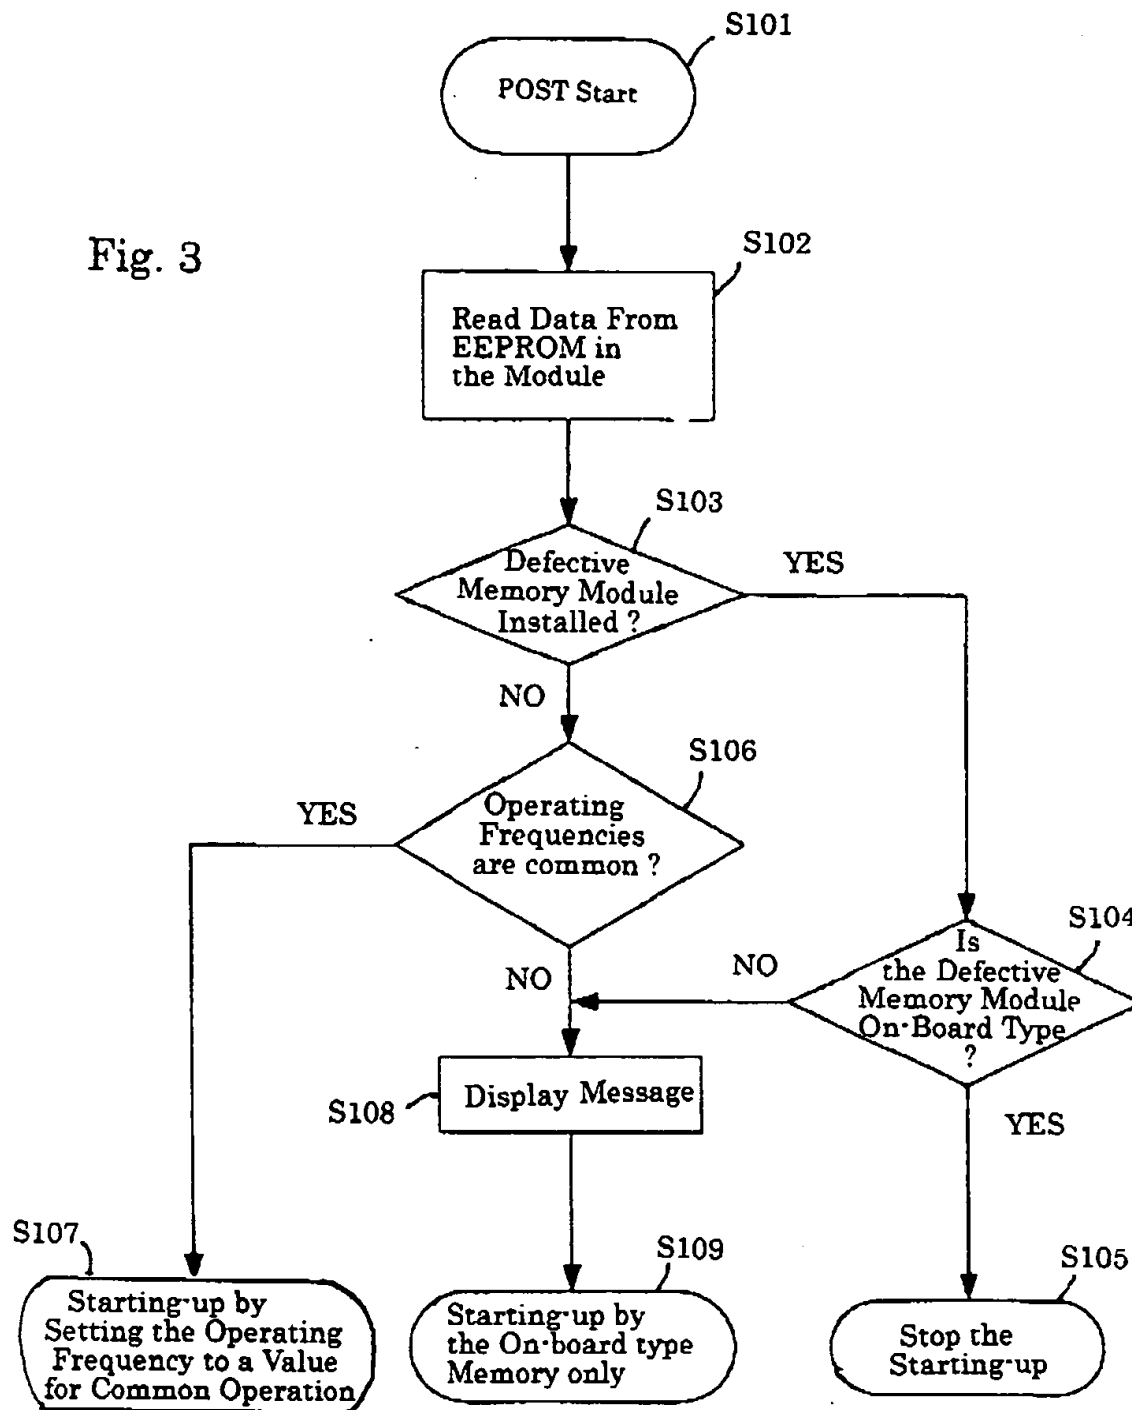 S101
POST Start
Fig. 3
S102
Read Data From
EEPROM in
the Module
S103
Defective
Memory Module
Installed ?
YES
NO
S106
Operating
Frequencies
are common ?
YES
NO
S104
Is
the Defective
Memory Module
On-Board Type
?
NO
YES
S108
Display Message
S107
Starting-up by
Setting the Operating
Frequency to a Value
for Common Operation
S109
Starting-up by
the On-board type
Memory only
S105
Stop the
Starting-up